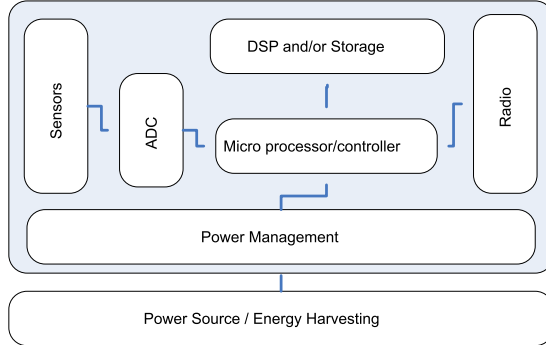 Sensors
ADC
DSP and/or Storage
Micro processor/controller
Radio
Power Management
Power Source / Energy Harvesting